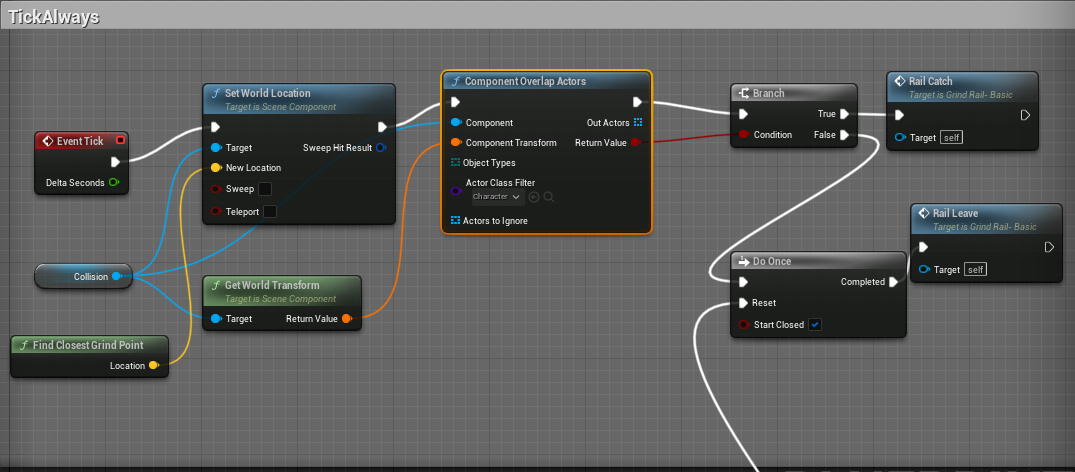 TickAlways
Event Tick
Delta Seconds
Set World Location
Target is Scene Component
Target
Sweep Hit Result
New Location
Sweep
Teleport
Component Overlap Actors
Component
Out Actors
Component Transform
Return Value
Object Types
Actor Class Filter
Character
Actors to Ignore
Branch
True
Condition
False
Rail Catch
Target is Grind Rail- Basic
Target self
Rail Leave
Target is Grind Rail- Basic
Target self
Do Once
Completed
Reset
Start Closed
Collision
Get World Transform
Target is Scene Component
Target
Return Value
Find Closest Grind Point
Location